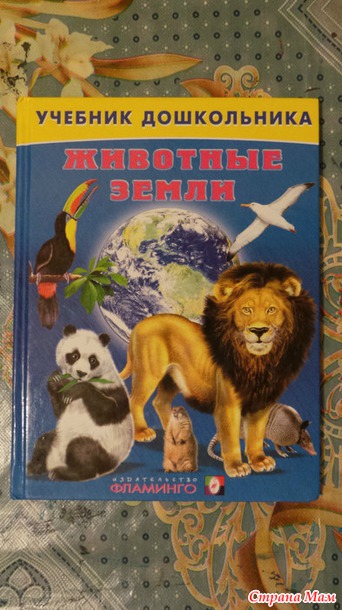 УЧЕБНИК ДОШКОЛЬНИКА
ЖИВОТНЫЕ
ЗЕМЛИ
ИЗДАТЕЛЬСТВО
ФЛАМИНГО
Страна Мам